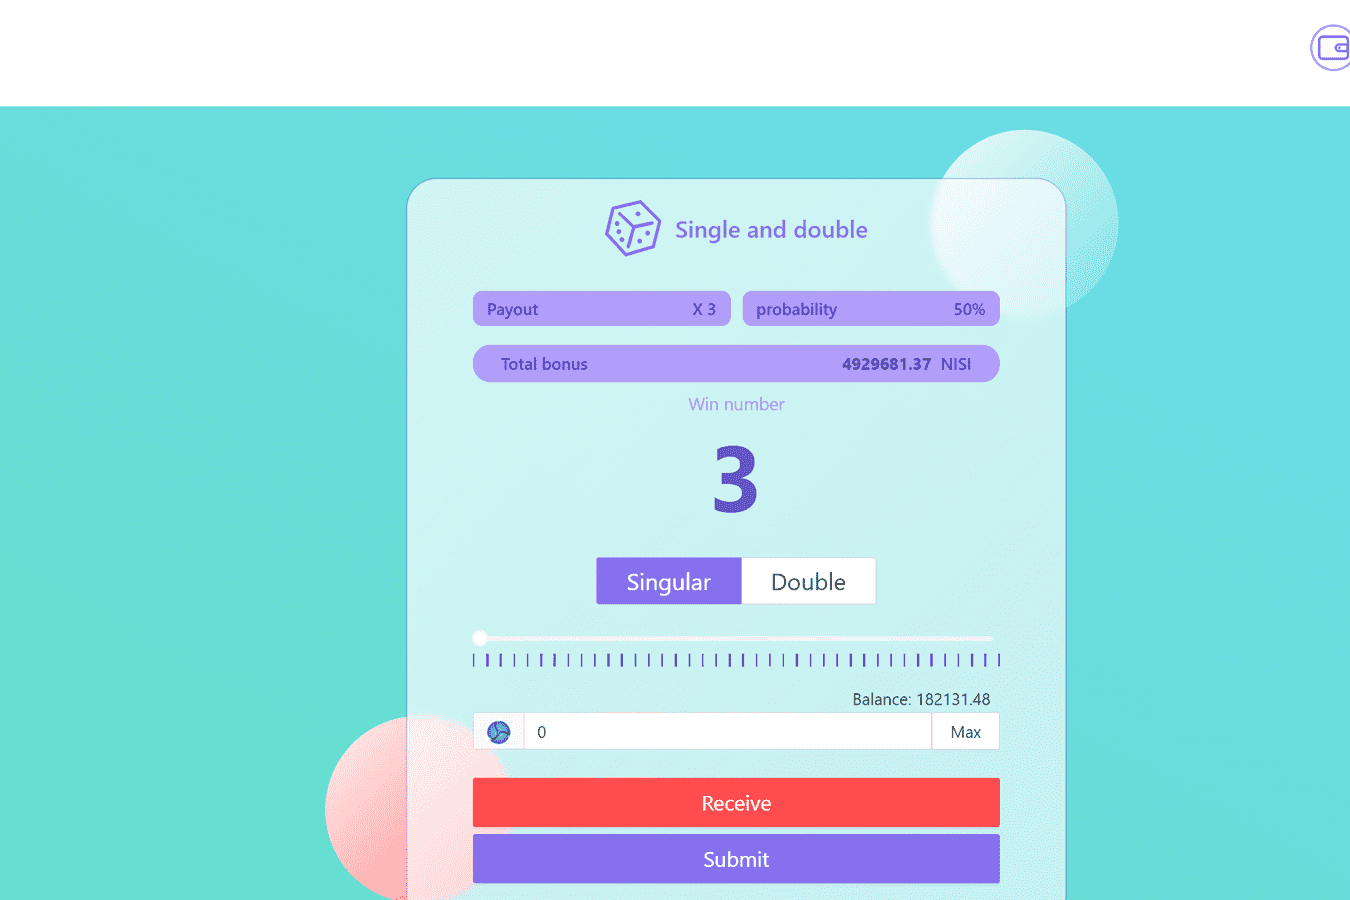 Single and double
Payout X 3 probability 50%
Total bonus 4929681.37 NISI
Win number
3
Singular Double
Balance: 182131.48
0 Max
Receive
Submit